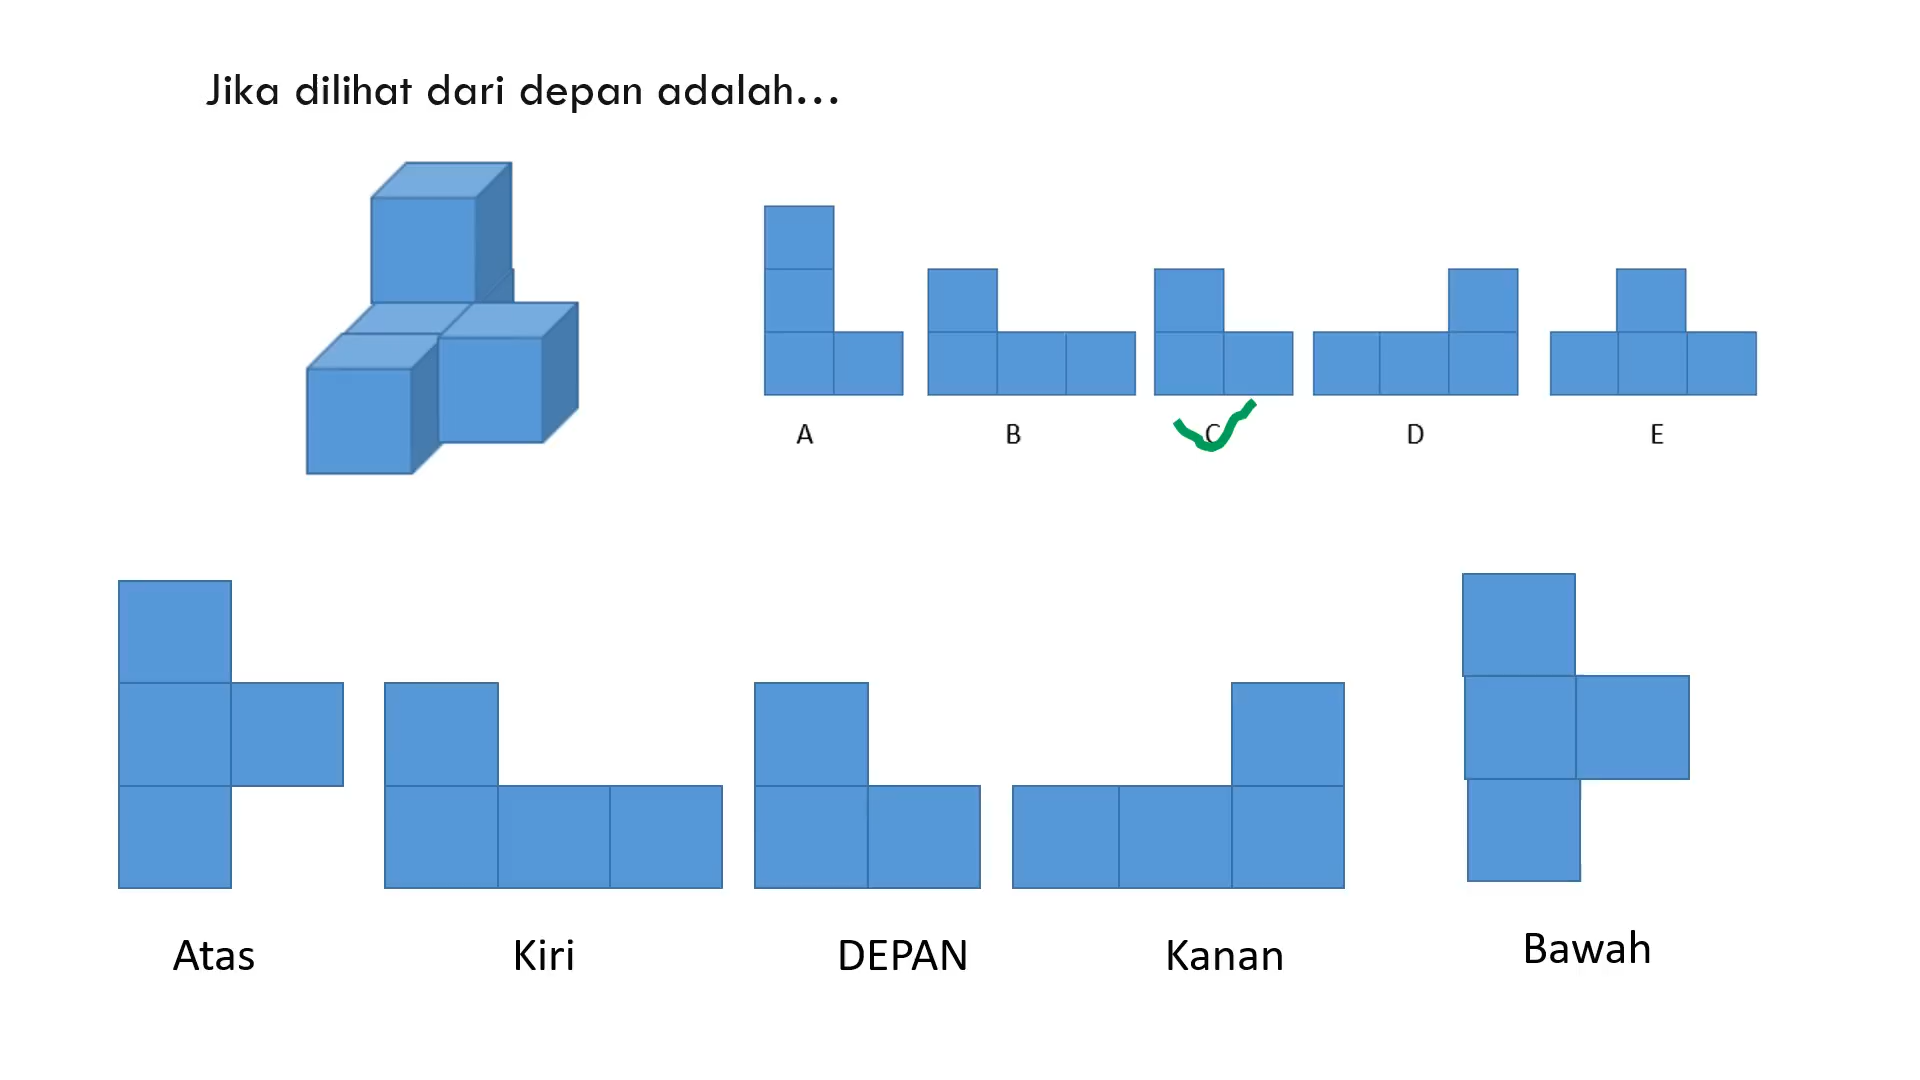 Jika dilihat dari depan adalah...
A B C D E
Atas Kiri DEPAN Kanan Bawah